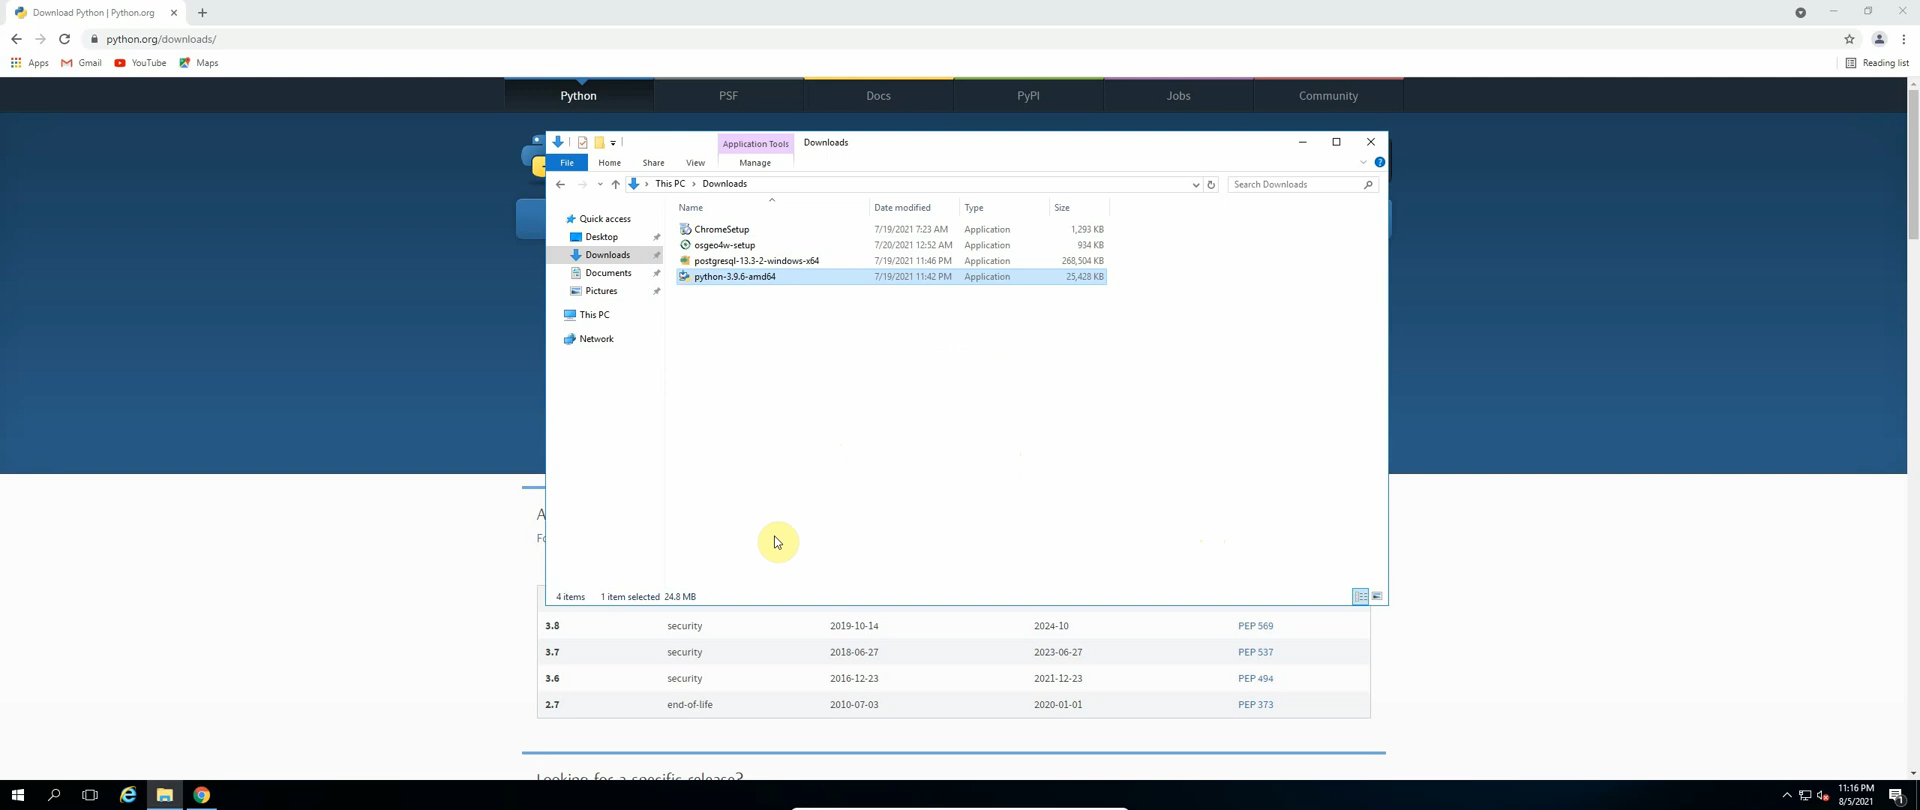 Download Python | Python.org
python.org/downloads/
Apps Gmail YouTube Maps Reading list
Python PSF Docs PyPI Jobs Community
Application Tools Downloads
File Home Share View Manage
This PC Downloads Search Downloads
Name Date modified Type Size
Quick access
Desktop
Downloads
Documents
Pictures
This PC
Network
ChromeSetup 7/19/2021 7:23 AM Application 1,293 KB
osgeo4w-setup 7/20/2021 12:52 AM Application 934 KB
postgresql-13.3-2-windows-x64 7/19/2021 11:46 PM Application 268,504 KB
python-3.9.6-amd64 7/19/2021 11:42 PM Application 25,428 KB
A
Fo
4 items 1 item selected 24.8 MB
3.8 security 2019-10-14 2024-10 PEP 569
3.7 security 2018-06-27 2023-06-27 PEP 537
3.6 security 2016-12-23 2021-12-23 PEP 494
2.7 end-of-life 2010-07-03 2020-01-01 PEP 373
Looking for a specific release?
11:16 PM
8/5/2021